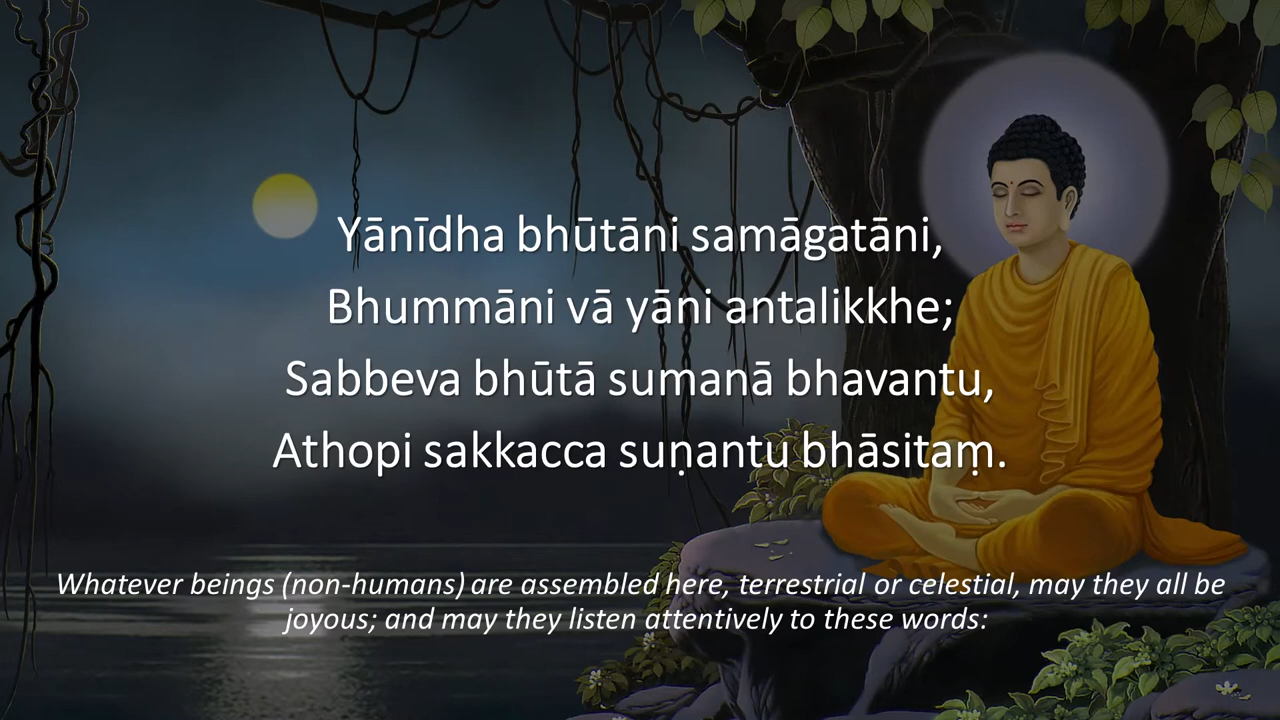 Yānīdha bhūtāni samāgatāni,
Bhummāni vā yāni antalikkhe;
Sabbeva bhūtā sumanā bhavantu,
Athopi sakkacca suṇantu bhāsitaṃ.
Whatever beings (non-humans) are assembled here, terrestrial or celestial, may they all be
joyous; and may they listen attentively to these words: